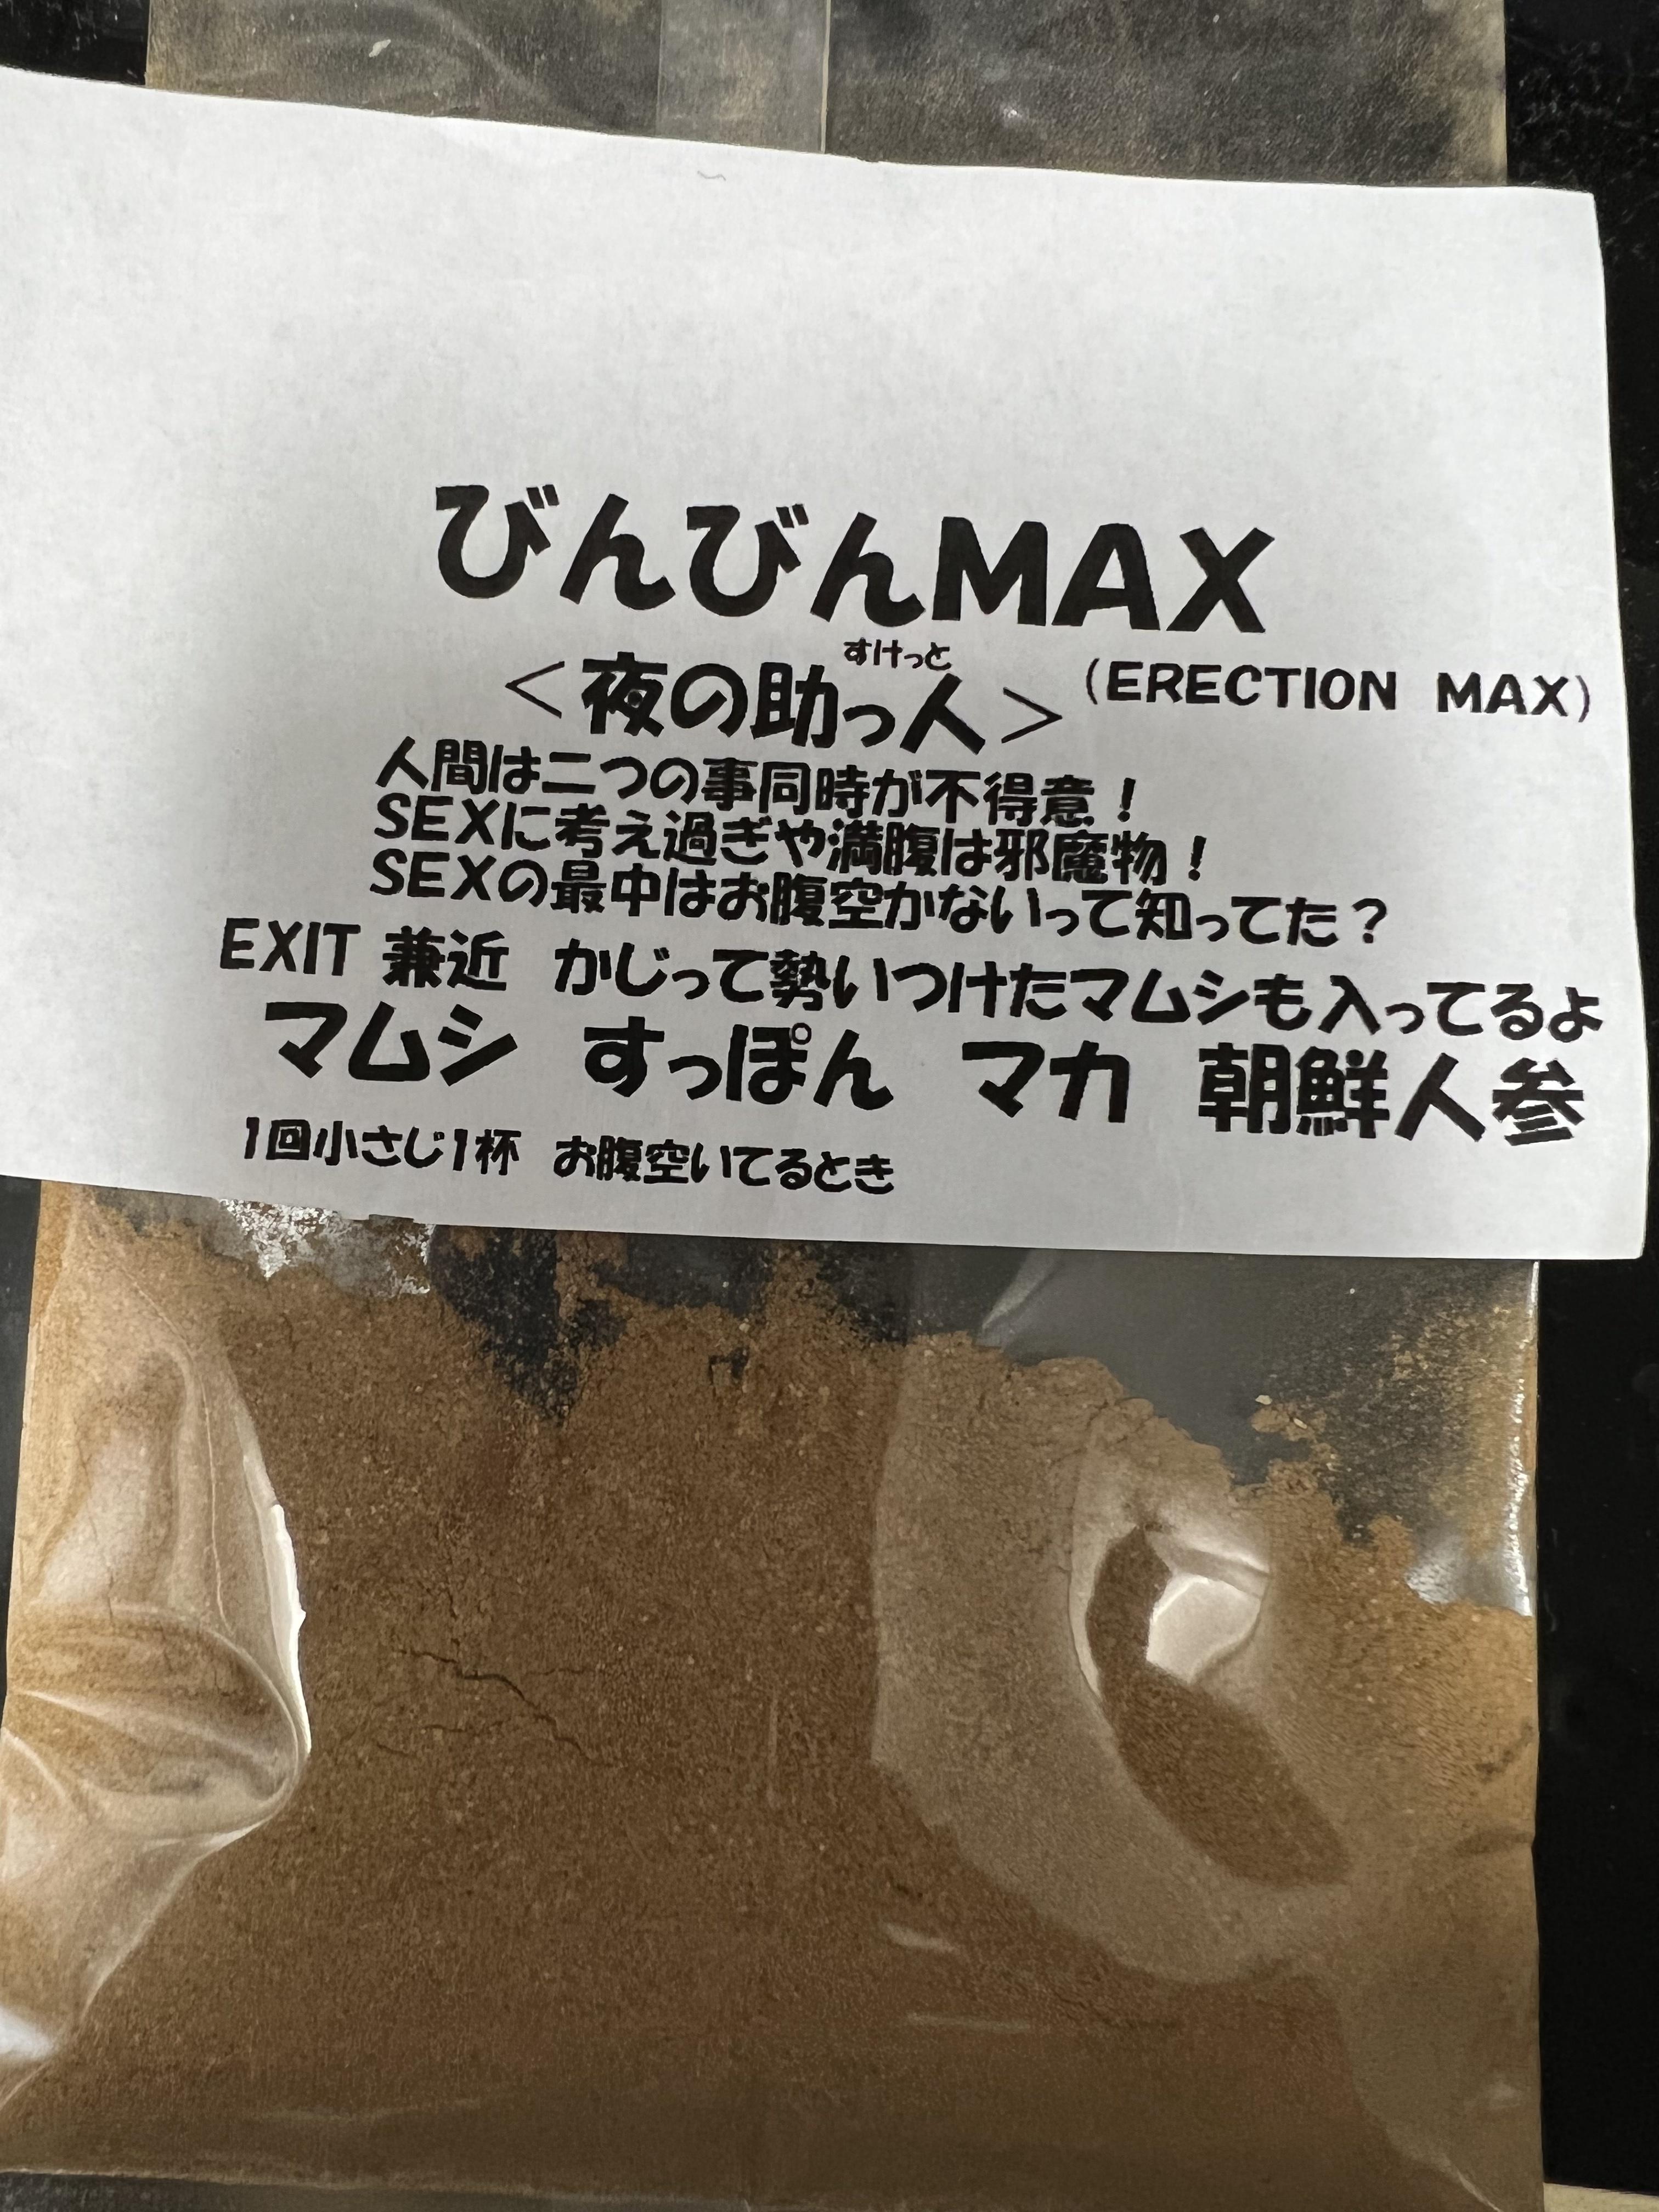 びんびんMAX
<夜の助っ人> (ERECTION MAX)
すけっと
人間は二つの事同時が不得意！
SEXに考え過ぎや満腹は邪魔物！
SEXの最中はお腹空かないって知ってた？
EXIT 兼近 かじって勢いつけたマムシも入ってるよ
マムシ すっぽん マカ 朝鮮人参
1回小さじ1杯 お腹空いてるとき